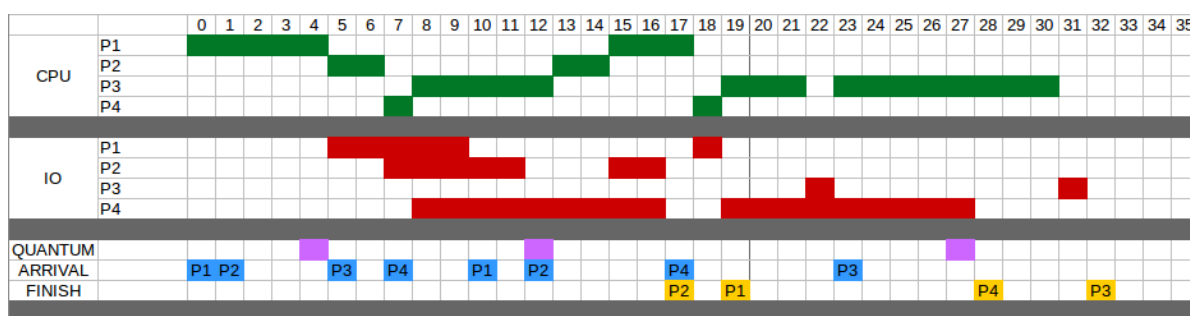 0 1 2 3 4 5 6 7 8 9 10 11 12 13 14 15 16 17 18 19 20 21 22 23 24 25 26 27 28 29 30 31 32 33 34 35
CPU
P1
P2
P3
P4
IO
P1
P2
P3
P4
QUANTUM
ARRIVAL P1 P2 P3 P4 P1 P2 P4 P3
FINISH P2 P1 P4 P3